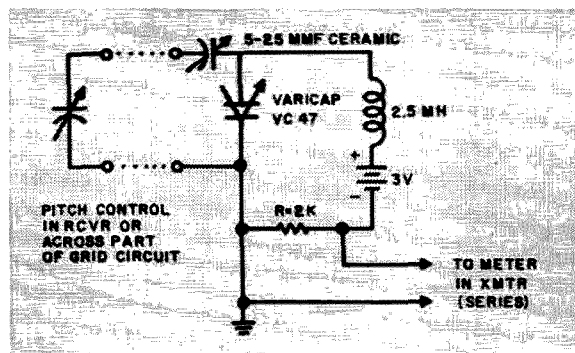 5-25 MMF CERAMIC
VARICAP
VC 47
2.5 MH
+
3V
-
PITCH CONTROL
IN RCVR OR
ACROSS PART
OF GRID CIRCUIT
R=2K
TO METER
IN XMTR
(SERIES)